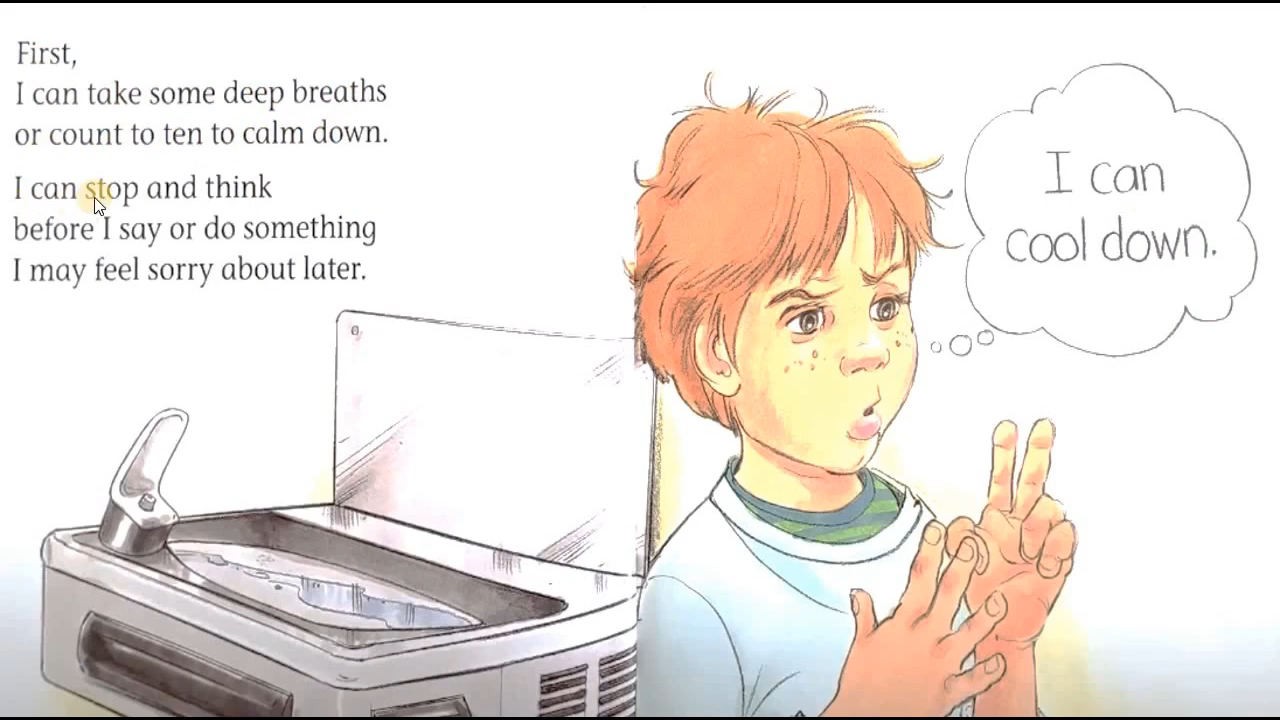 First,
I can take some deep breaths
or count to ten to calm down.
I can stop and think
before I say or do something
I may feel sorry about later.
I can
cool down.